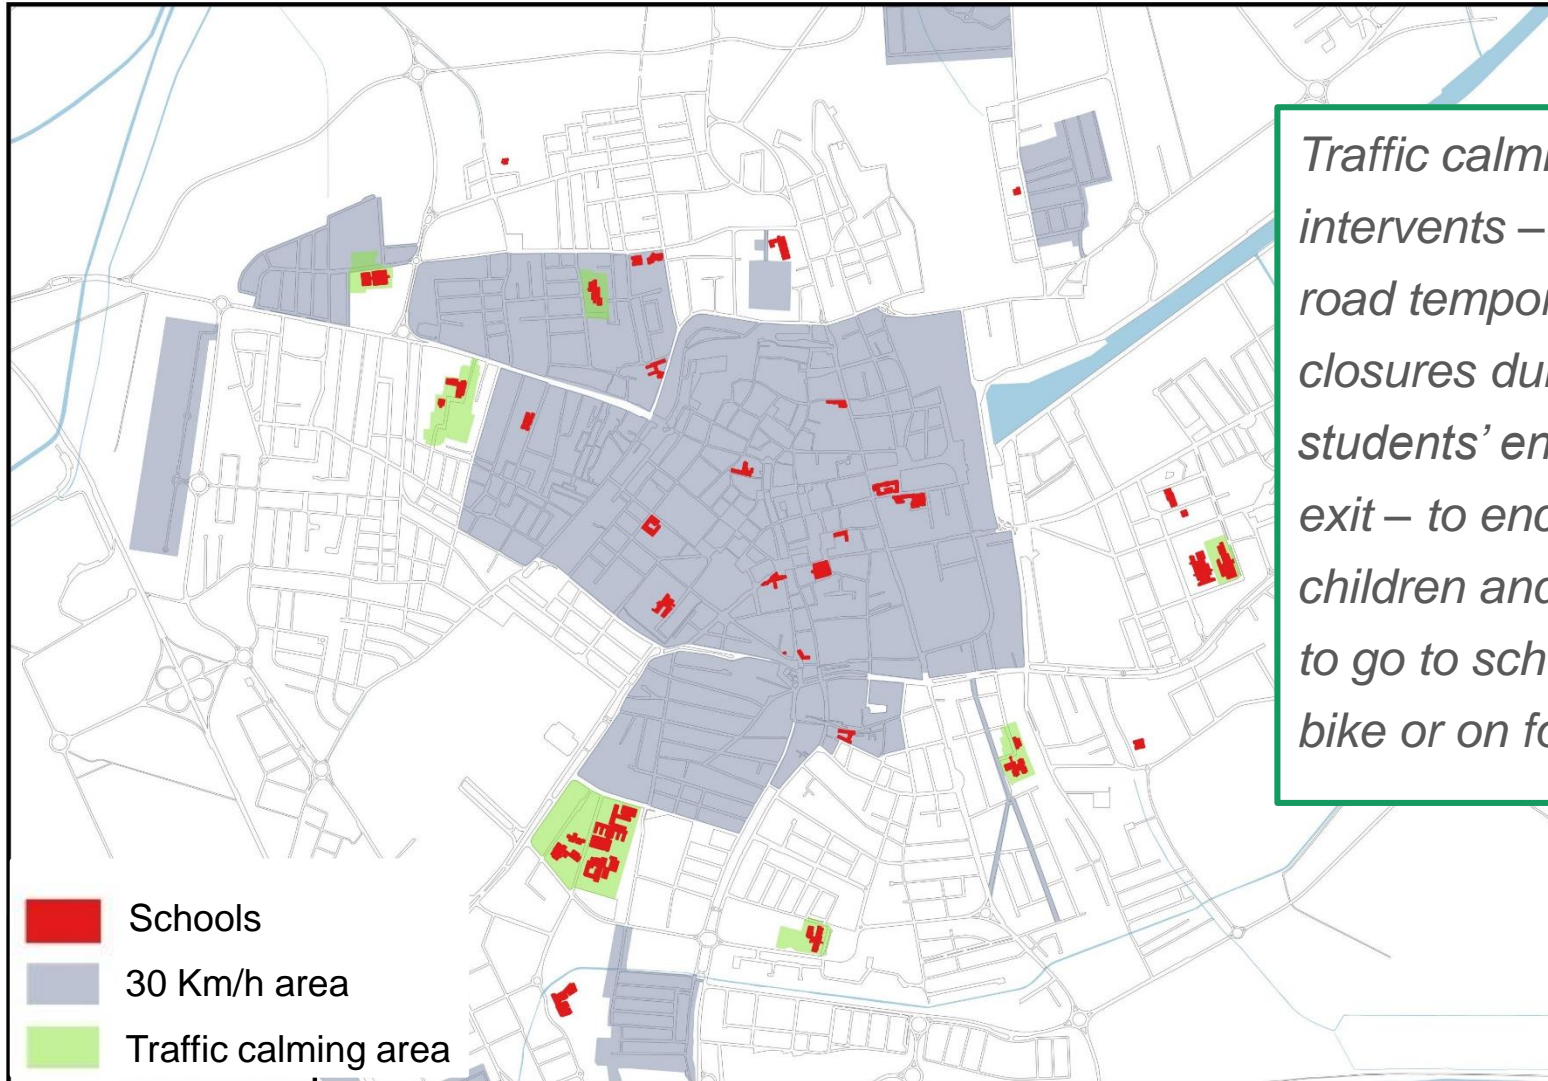 Traffic calmi
intervents –
road tempor
closures du
students’ en
exit – to enc
children and
to go to sch
bike or on fo
Schools
30 Km/h area
Traffic calming area